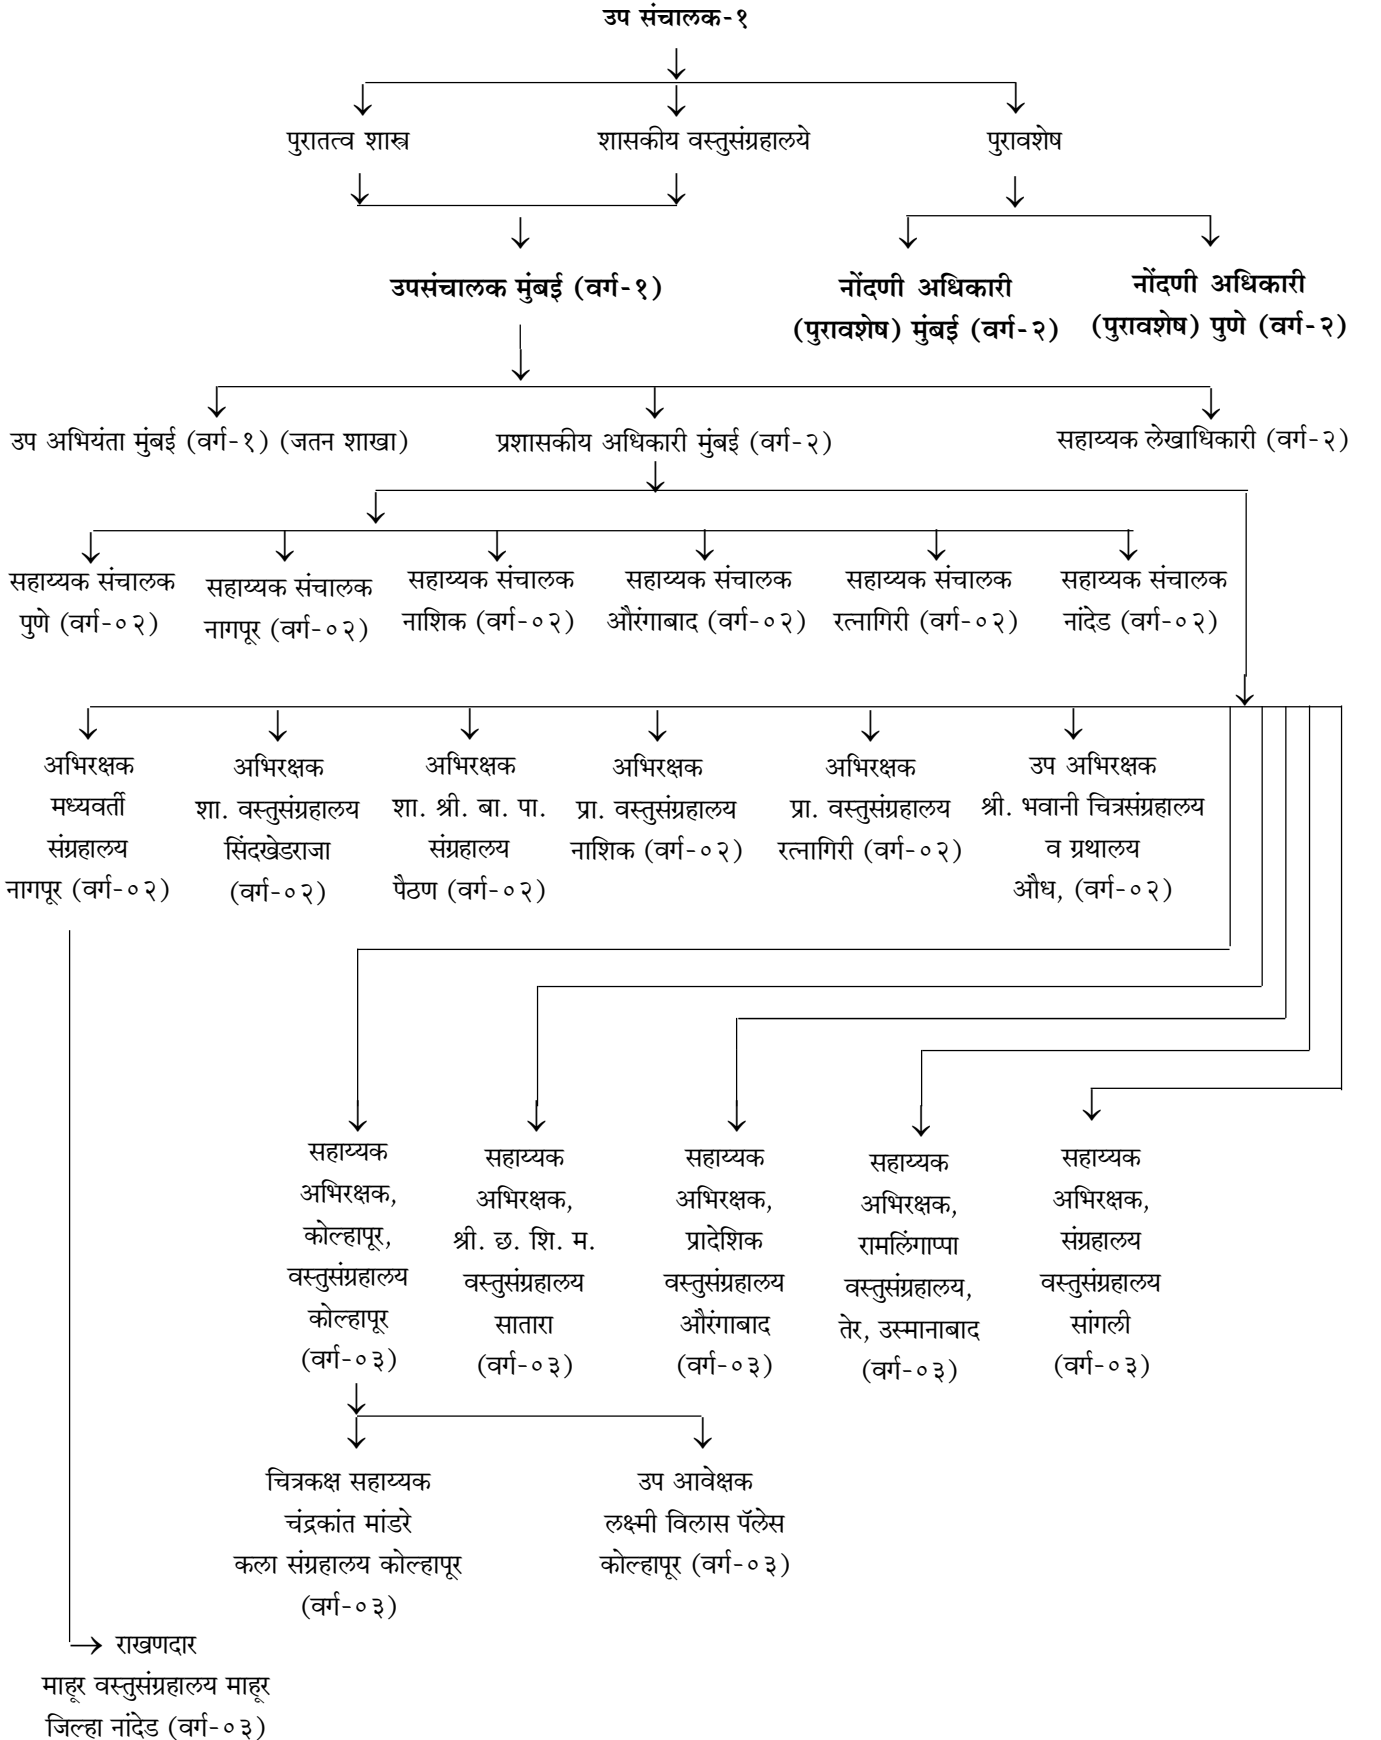 उप संचालक-१
पुरातत्व शास्त्र
शासकीय वस्तुसंग्रहालये
पुरावशेष
उपसंचालक मुंबई (वर्ग-१)
नोंदणी अधिकारी
(पुरावशेष) मुंबई (वर्ग-२)
नोंदणी अधिकारी
(पुरावशेष) पुणे (वर्ग-२)
उप अभियंता मुंबई (वर्ग-१) (जतन शाखा)
प्रशासकीय अधिकारी मुंबई (वर्ग-२)
सहाय्यक लेखाधिकारी (वर्ग-२)
सहाय्यक संचालक
पुणे (वर्ग-०२)
सहाय्यक संचालक
नागपूर (वर्ग-०२)
सहाय्यक संचालक
नाशिक (वर्ग-०२)
सहाय्यक संचालक
औरंगाबाद (वर्ग-०२)
सहाय्यक संचालक
रत्नागिरी (वर्ग-०२)
सहाय्यक संचालक
नांदेड (वर्ग-०२)
अभिरक्षक
मध्यवर्ती
संग्रहालय
नागपूर (वर्ग-०२)
अभिरक्षक
शा. वस्तुसंग्रहालय
सिंदखेडराजा
(वर्ग-०२)
अभिरक्षक
शा. श्री. बा. पा.
संग्रहालय
पैठण (वर्ग-०२)
अभिरक्षक
प्रा. वस्तुसंग्रहालय
नाशिक (वर्ग-०२)
अभिरक्षक
प्रा. वस्तुसंग्रहालय
रत्नागिरी (वर्ग-०२)
उप अभिरक्षक
श्री. भवानी चित्रसंग्रहालय
व ग्रथालय
औध, (वर्ग-०२)
सहाय्यक
अभिरक्षक,
कोल्हापूर,
वस्तुसंग्रहालय
कोल्हापूर
(वर्ग-०३)
सहाय्यक
अभिरक्षक,
श्री. छ. शि. म.
वस्तुसंग्रहालय
सातारा
(वर्ग-०३)
सहाय्यक
अभिरक्षक,
प्रादेशिक
वस्तुसंग्रहालय
औरंगाबाद
(वर्ग-०३)
सहाय्यक
अभिरक्षक,
रामलिंगाप्पा
वस्तुसंग्रहालय,
तेर, उस्मानाबाद
(वर्ग-०३)
सहाय्यक
अभिरक्षक,
संग्रहालय
वस्तुसंग्रहालय
सांगली
(वर्ग-०३)
चित्रकक्ष सहाय्यक
चंद्रकांत मांडरे
कला संग्रहालय कोल्हापूर
(वर्ग-०३)
उप आवेक्षक
लक्ष्मी विलास पॅलेस
कोल्हापूर (वर्ग-०३)
राखणदार
माहूर वस्तुसंग्रहालय माहूर
जिल्हा नांदेड (वर्ग-०३)